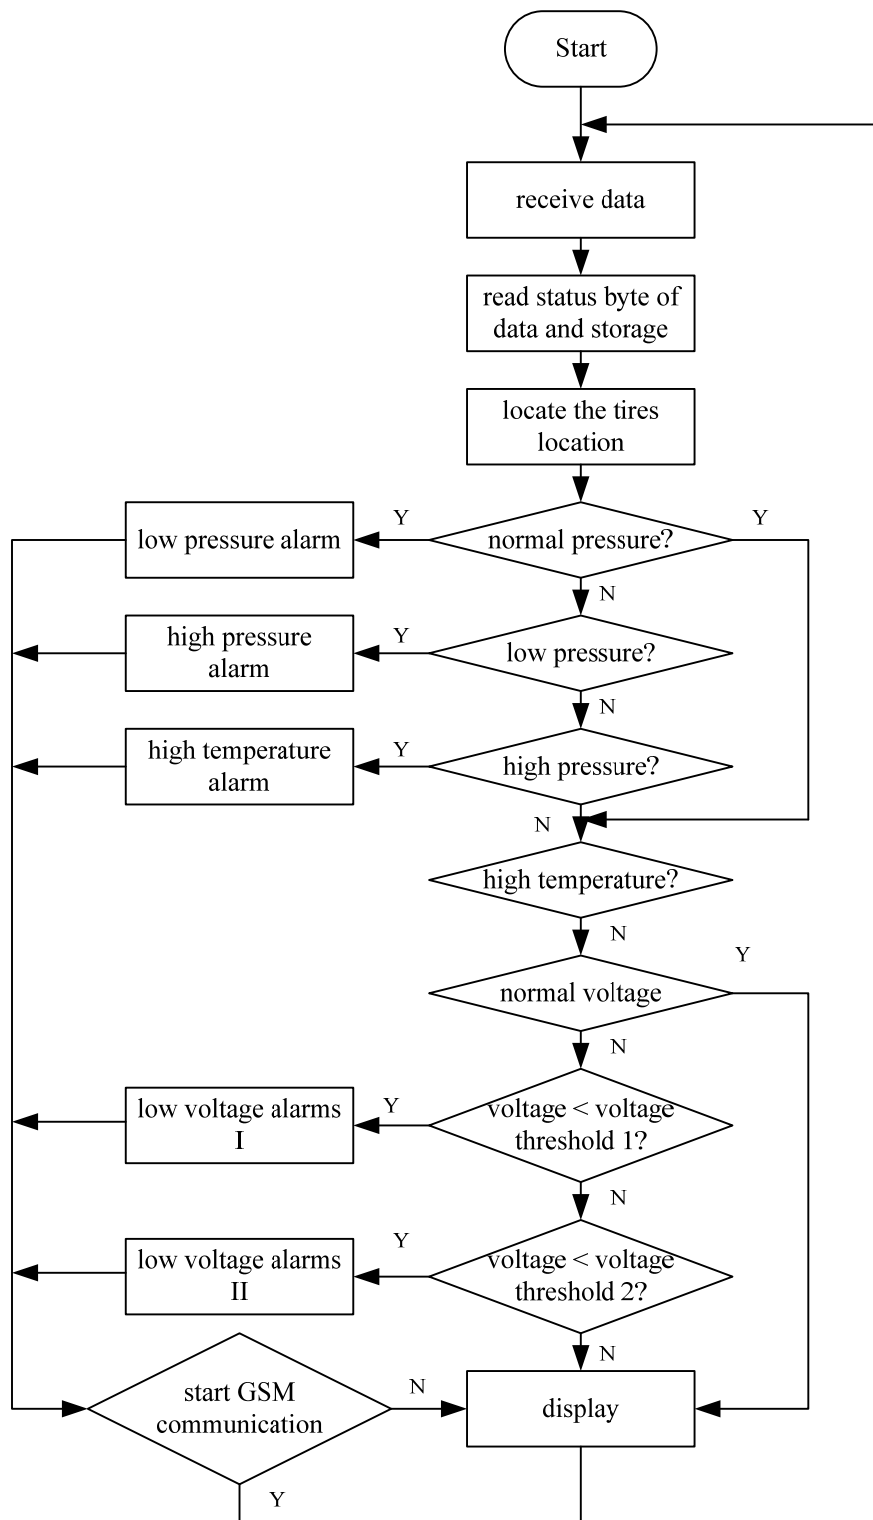 Start
receive data
read status byte of
data and storage
locate the tires
location
low pressure alarm
Y
normal pressure?
Y
N
high pressure
alarm
Y
low pressure?
N
high temperature
alarm
Y
high pressure?
N
high temperature?
N
Y
normal voltage
N
low voltage alarms
I
Y
voltage < voltage
threshold 1?
N
low voltage alarms
II
Y
voltage < voltage
threshold 2?
N
start GSM
communication
N
display
Y